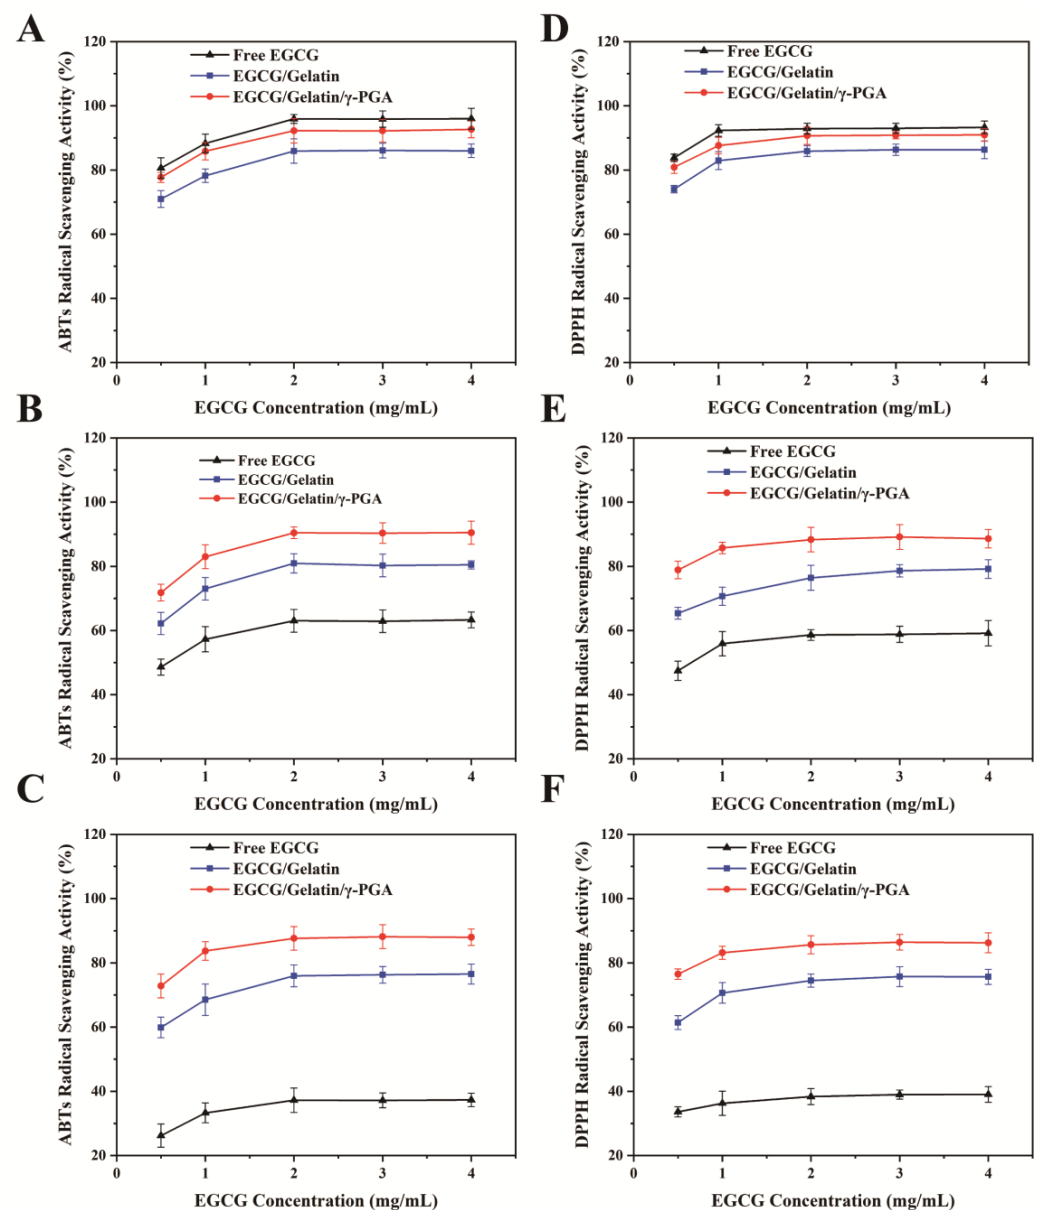 A
ABTs Radical Scavenging Activity (%)
120
100
80
60
40
20
0
1
2
3
4
EGCG Concentration (mg/mL)
Free EGCG
EGCG/Gelatin
EGCG/Gelatin/γ-PGA
D
DPPH Radical Scavenging Activity (%)
120
100
80
60
40
20
0
1
2
3
4
EGCG Concentration (mg/mL)
Free EGCG
EGCG/Gelatin
EGCG/Gelatin/γ-PGA
B
ABTs Radical Scavenging Activity (%)
120
100
80
60
40
20
0
1
2
3
4
EGCG Concentration (mg/mL)
Free EGCG
EGCG/Gelatin
EGCG/Gelatin/γ-PGA
E
DPPH Radical Scavenging Activity (%)
120
100
80
60
40
20
0
1
2
3
4
EGCG Concentration (mg/mL)
Free EGCG
EGCG/Gelatin
EGCG/Gelatin/γ-PGA
C
ABTs Radical Scavenging Activity (%)
120
100
80
60
40
20
0
1
2
3
4
EGCG Concentration (mg/mL)
Free EGCG
EGCG/Gelatin
EGCG/Gelatin/γ-PGA
F
DPPH Radical Scavenging Activity (%)
120
100
80
60
40
20
0
1
2
3
4
EGCG Concentration (mg/mL)
Free EGCG
EGCG/Gelatin
EGCG/Gelatin/γ-PGA